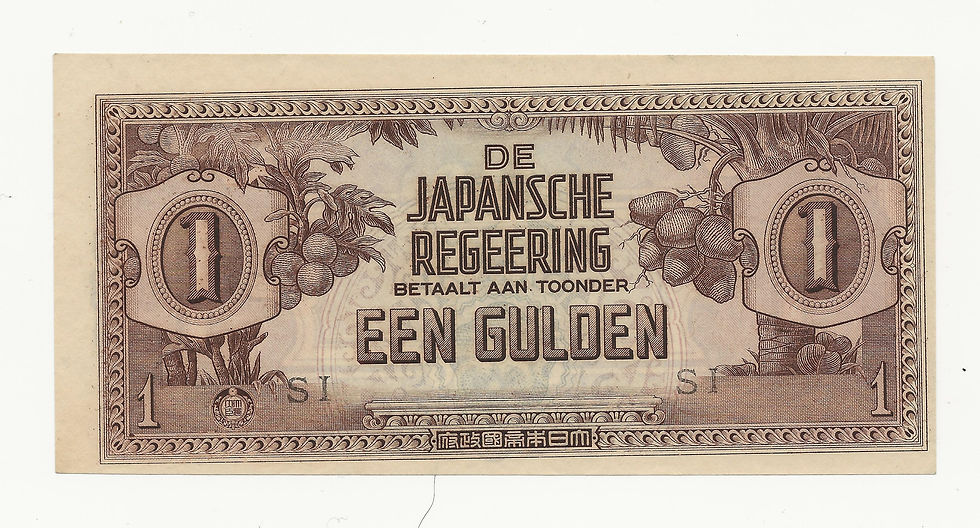 DE
JAPANSCHE
REGEERING
BETAALT AAN TOONDER
EEN GULDEN
1
1
SI
SI
1
1
大日本帝國政府